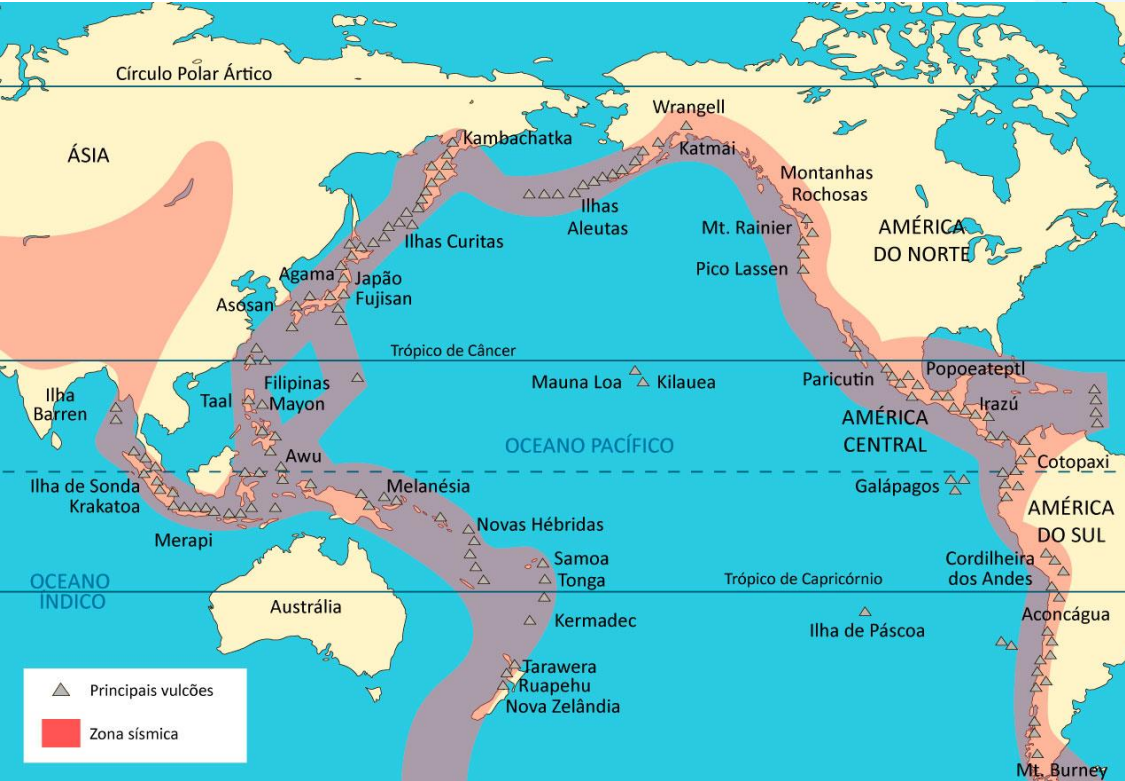 Círculo Polar Ártico
Wrangell
Kambachatka
Katmai
ÁSIA
Montanhas
Rochosas
Ilhas
Aleutas
Mt. Rainier
AMÉRICA
DO NORTE
Ilhas Curitas
Agama
Japão
Fujisan
Pico Lassen
Asosan
Trópico de Câncer
Mauna Loa
Kilauea
Paricutin
Popoeateptl
Filipinas
Mayon
Taal
Ilha
Barren
Irazú
AMÉRICA
CENTRAL
OCEANO PACÍFICO
Awu
Cotopaxi
Ilha de Sonda
Krakatoa
Melanésia
Galápagos
AMÉRICA
DO SUL
Merapi
Novas Hébridas
Samoa
Tonga
Cordilheira
dos Andes
OCEANO
ÍNDICO
Trópico de Capricórnio
Austrália
Kermadec
Ilha de Páscoa
Aconcágua
Tarawera
Ruapehu
Nova Zelândia
Principais vulcões
Zona sísmica
Mt. Burney